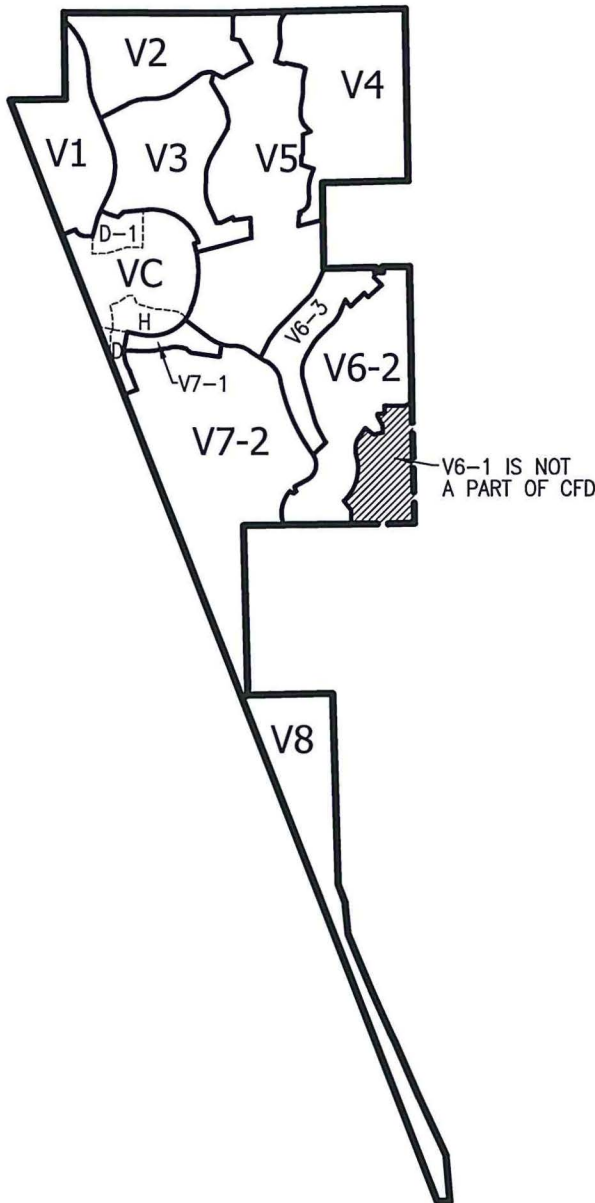 V2
V4
V1
V3
V5
D-1
VC
H
V6-3
D
V7-1
V6-2
V7-2
V6-1 IS NOT
A PART OF CFD
V8